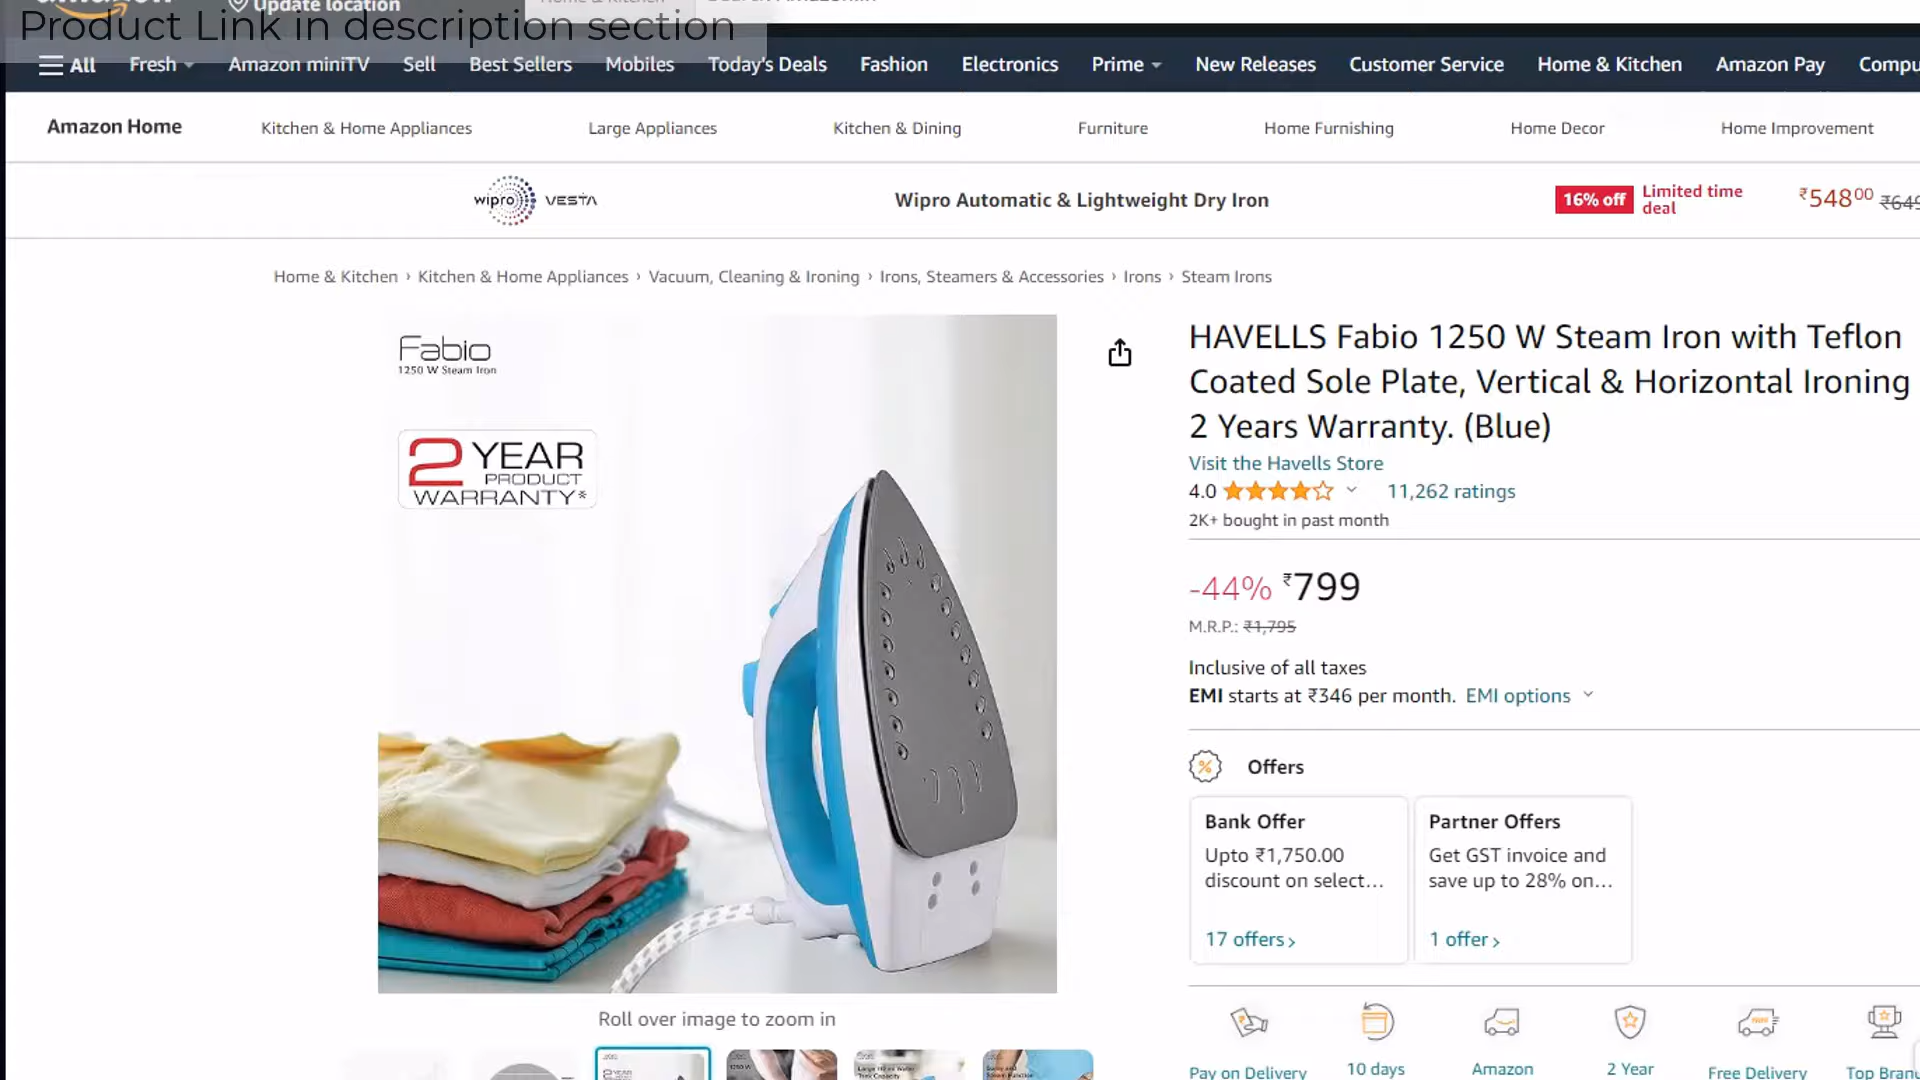 Update location
Product Link in description section
All Fresh Amazon miniTV Sell Best Sellers Mobiles Today's Deals Fashion Electronics Prime New Releases Customer Service Home & Kitchen Amazon Pay Compu
Amazon Home Kitchen & Home Appliances Large Appliances Kitchen & Dining Furniture Home Furnishing Home Decor Home Improvement
wipro VESTA Wipro Automatic & Lightweight Dry Iron 16% off Limited time deal ₹54800 ₹649
Home & Kitchen › Kitchen & Home Appliances › Vacuum, Cleaning & Ironing › Irons, Steamers & Accessories › Irons › Steam Irons
Fabio
1250 W Steam Iron
2 YEAR
PRODUCT
WARRANTY*
HAVELLS Fabio 1250 W Steam Iron with Teflon
Coated Sole Plate, Vertical & Horizontal Ironing
2 Years Warranty. (Blue)
Visit the Havells Store
4.0 11,262 ratings
2K+ bought in past month
-44% ₹799
M.R.P.: ₹1,795
Inclusive of all taxes
EMI starts at ₹346 per month. EMI options
Offers
Bank Offer
Upto ₹1,750.00
discount on select...
17 offers ›
Partner Offers
Get GST invoice and
save up to 28% on...
1 offer ›
Roll over image to zoom in
Pay on Delivery 10 days Amazon 2 Year Free Delivery Top Bran